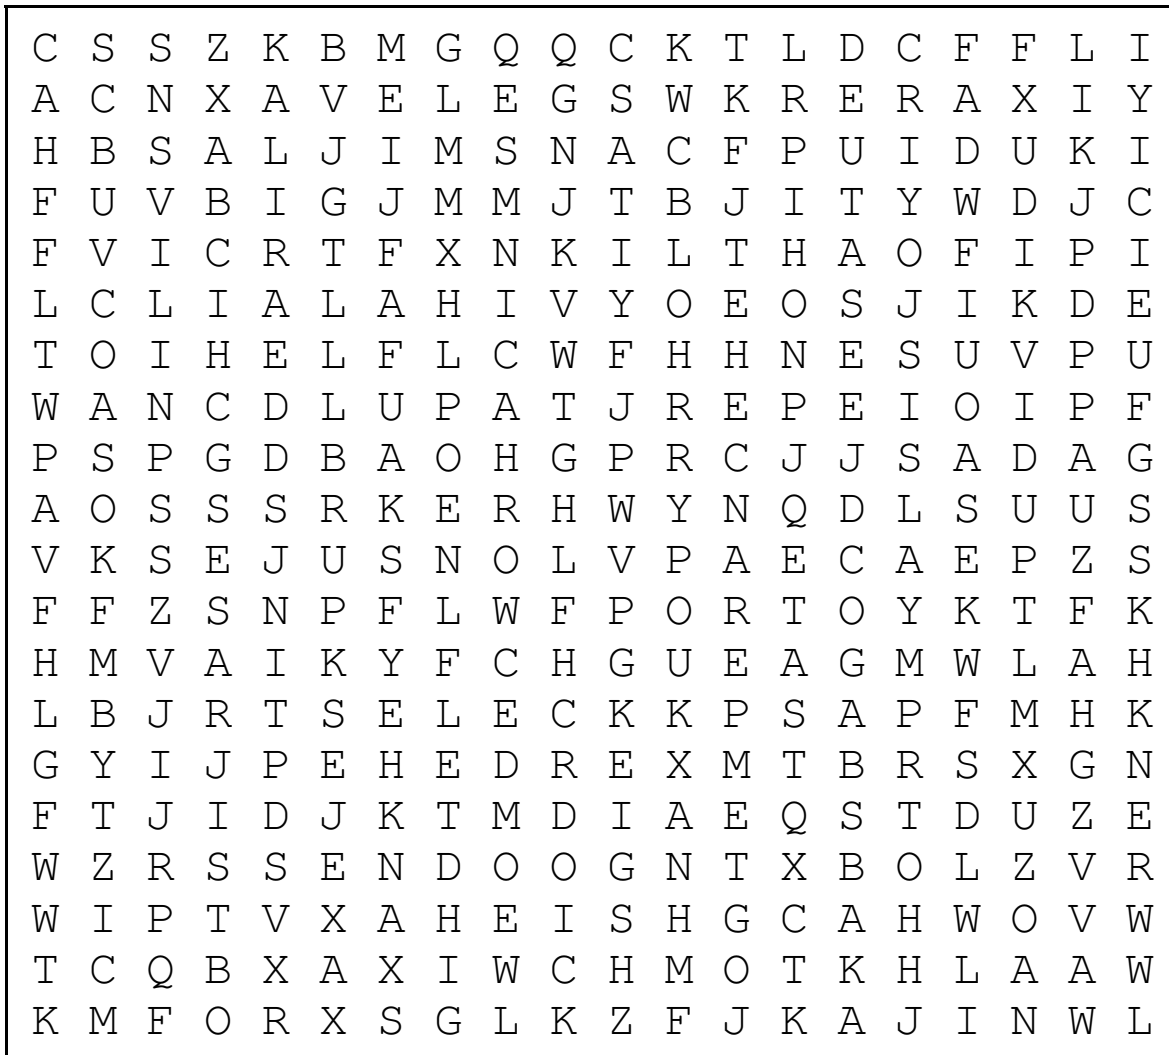 C S S Z K B M G Q Q C K T L D C F F L I
A C N X A V E L E G S W K R E R A X I Y
H B S A L J I M S N A C F P U I D U K I
F U V B I G J M M J T B J I T Y W D J C
F V I C R T F X N K I L T H A O F I P I
L C L I A L A H I V Y O E O S J I K D E
T O I H E L F L C W F H H N E S U V P U
W A N C D L U P A T J R E P E I O I P F
P S P G D B A O H G P R C J J S A D A G
A O S S S R K E R H W Y N Q D L S U U S
V K S E J U S N O L V P A E C A E P Z S
F F Z S N P F L W F P O R T O Y K T F K
H M V A I K Y F C H G U E A G M W L A H
L B J R T S E L E C K K P S A P F M H K
G Y I J P E H E D R E X M T B R S X G N
F T J I D J K T M D I A E Q S T D U Z E
W Z R S S E N D O O G N T X B O L Z V R
W I P T V X A H E I S H G C A H W O V W
T C Q B X A X I W C H M O T K H L A A W
K M F O R X S G L K Z F J K A J I N W L